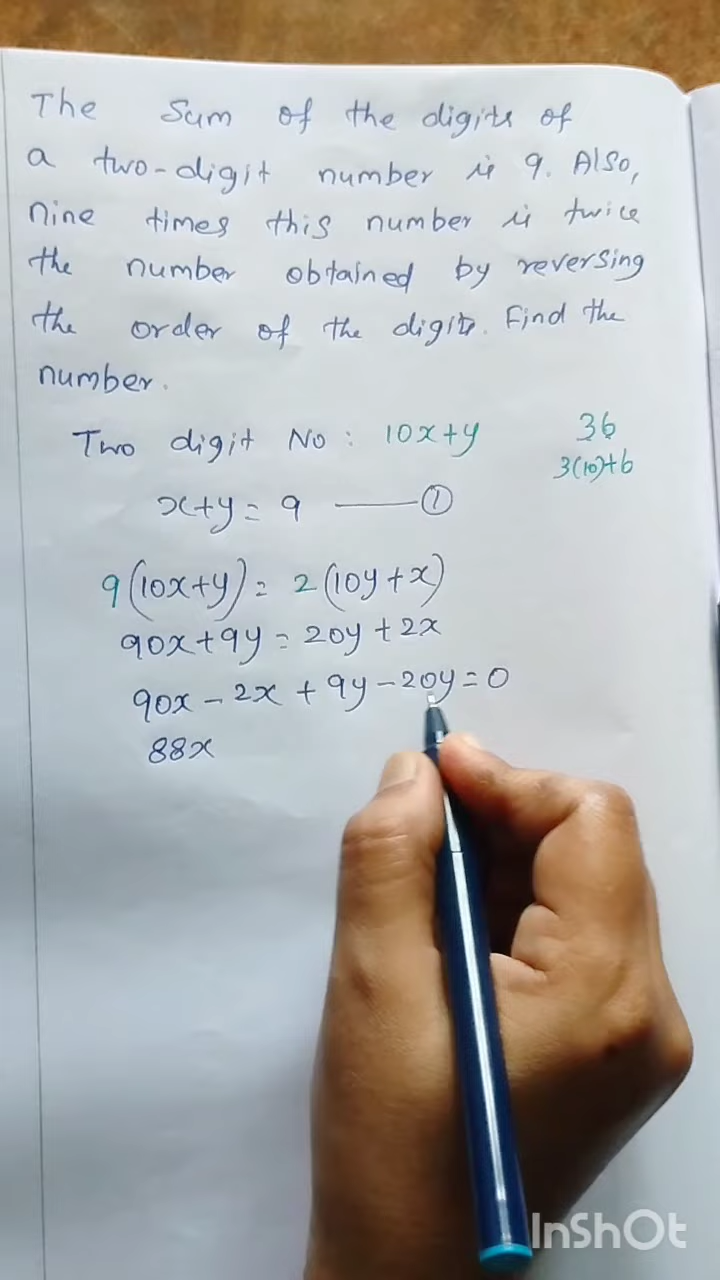 The Sum of the digits of
a two-digit number is 9. Also,
nine times this number is twice
the number obtained by reversing
the order of the digits. Find the
number.
Two digit No: 10x+y
36
3(10)+6
x+y = 9 —— ①
9(10x+y) = 2(10y+x)
90x+9y = 20y+2x
90x-2x+9y-20y=0
88x
InShOt